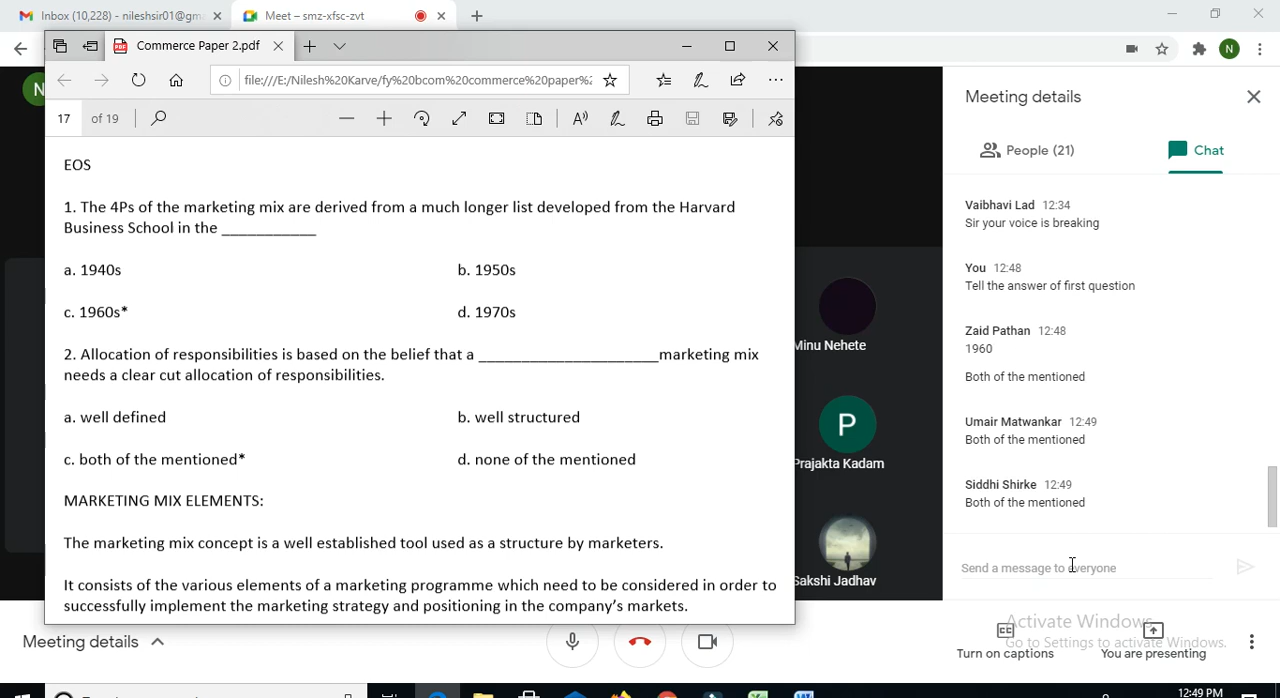 Inbox (10,228) - nileshsir01@gm
Meet – smz-xfsc-zvt
N
Commerce Paper 2.pdf
file:///E:/Nilesh%20Karve/fy%20bcom%20commerce%20paper%2
17 of 19
EOS
1. The 4Ps of the marketing mix are derived from a much longer list developed from the Harvard
Business School in the ___________
a. 1940s b. 1950s
c. 1960s* d. 1970s
2. Allocation of responsibilities is based on the belief that a _____________________marketing mix
needs a clear cut allocation of responsibilities.
a. well defined b. well structured
c. both of the mentioned* d. none of the mentioned
MARKETING MIX ELEMENTS:
The marketing mix concept is a well established tool used as a structure by marketers.
It consists of the various elements of a marketing programme which need to be considered in order to
successfully implement the marketing strategy and positioning in the company's markets.
N
Minu Nehete
P
Prajakta Kadam
Sakshi Jadhav
Meeting details
People (21)
Chat
Vaibhavi Lad 12:34
Sir your voice is breaking
You 12:48
Tell the answer of first question
Zaid Pathan 12:48
1960
Both of the mentioned
Umair Matwankar 12:49
Both of the mentioned
Siddhi Shirke 12:49
Both of the mentioned
Send a message to everyone
Activate Windows
Go to Settings to activate Windows.
Meeting details
Turn on captions
You are presenting
12:49 PM